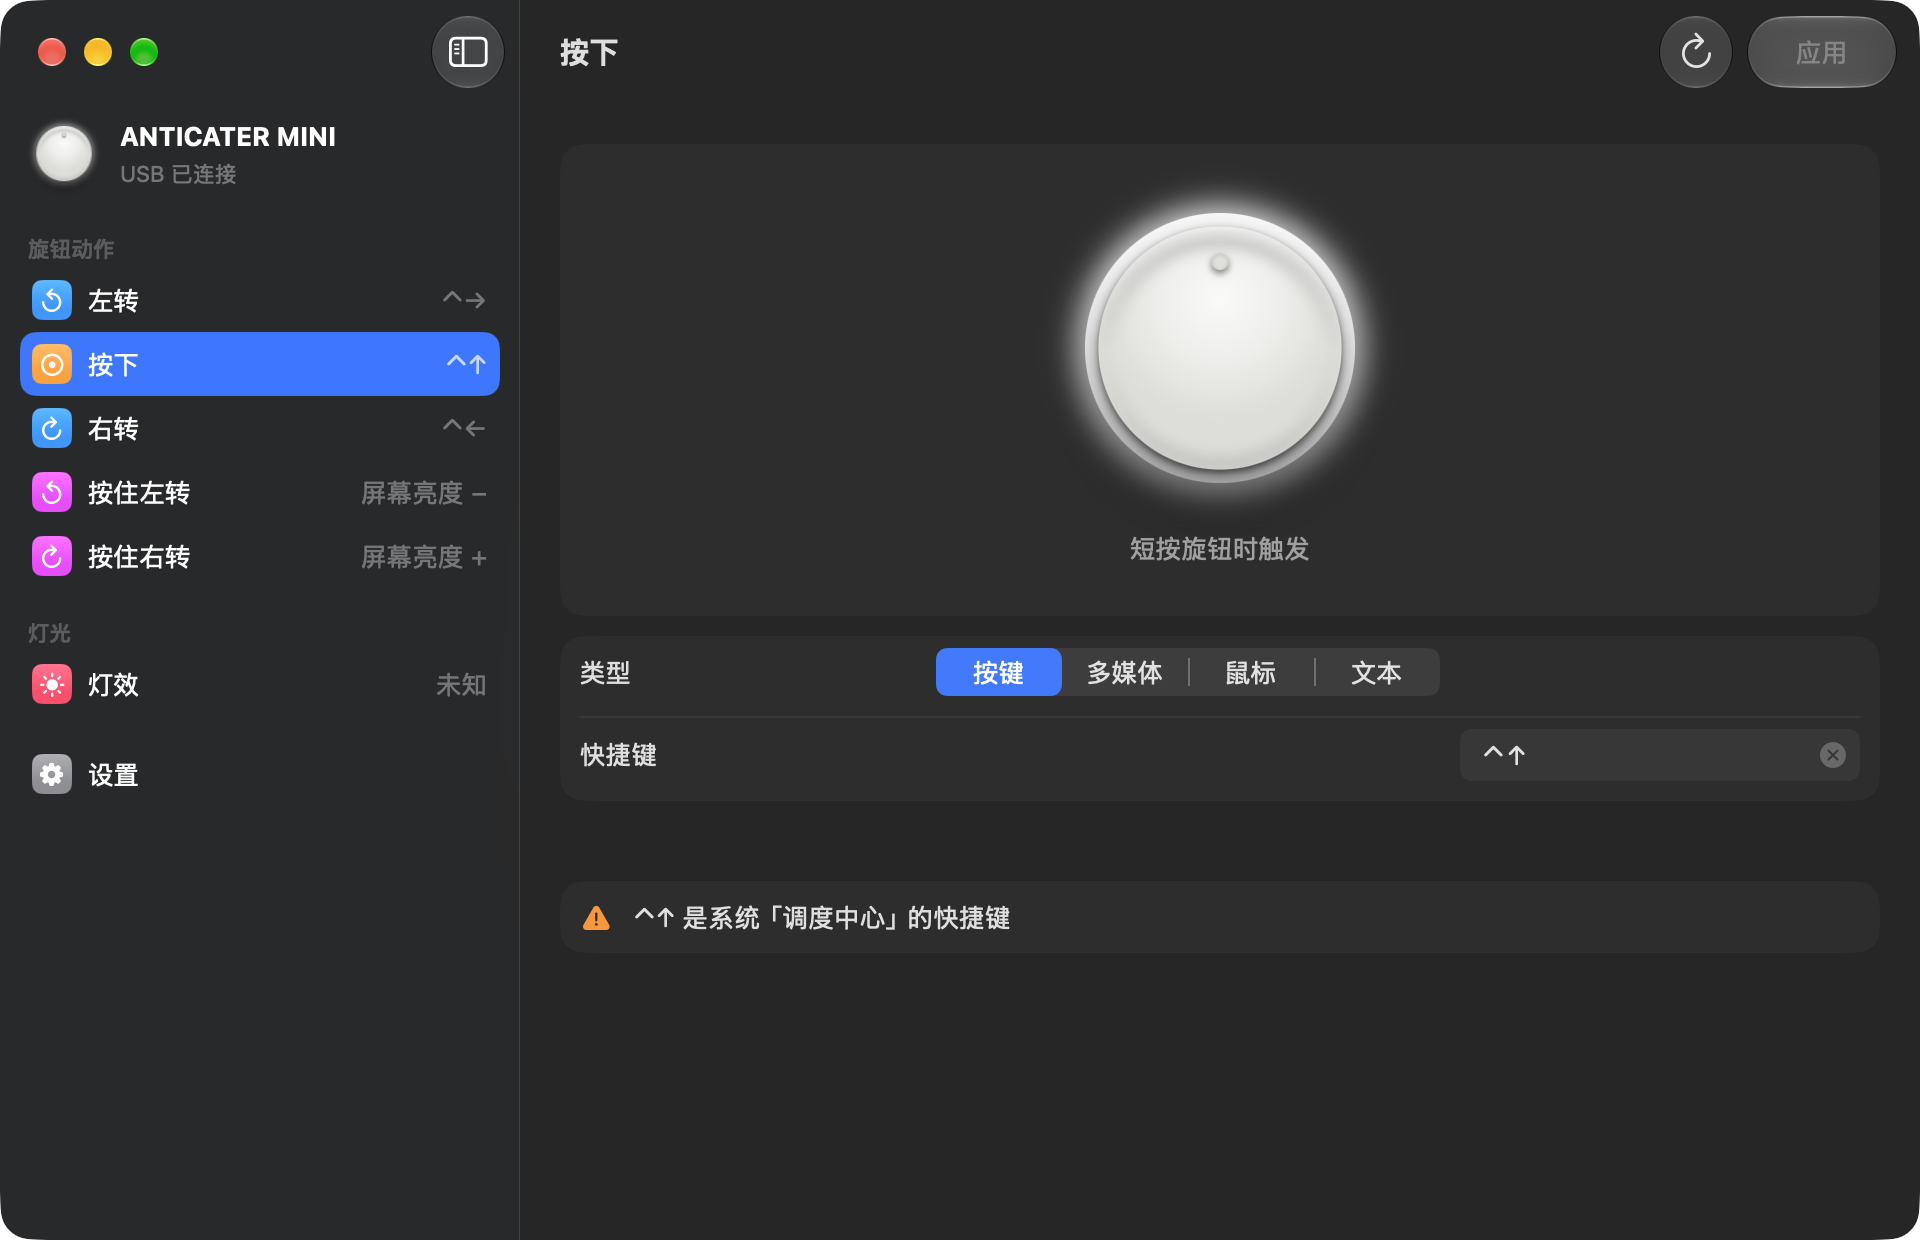 按下
应用
ANTICATER MINI
USB 已连接
旋钮动作
左转 ^→
按下 ^↑
右转 ^←
按住左转 屏幕亮度 −
按住右转 屏幕亮度 +
灯光
灯效 未知
设置
短按旋钮时触发
类型 按键 多媒体 鼠标 文本
快捷键 ^↑
^↑ 是系统「调度中心」的快捷键